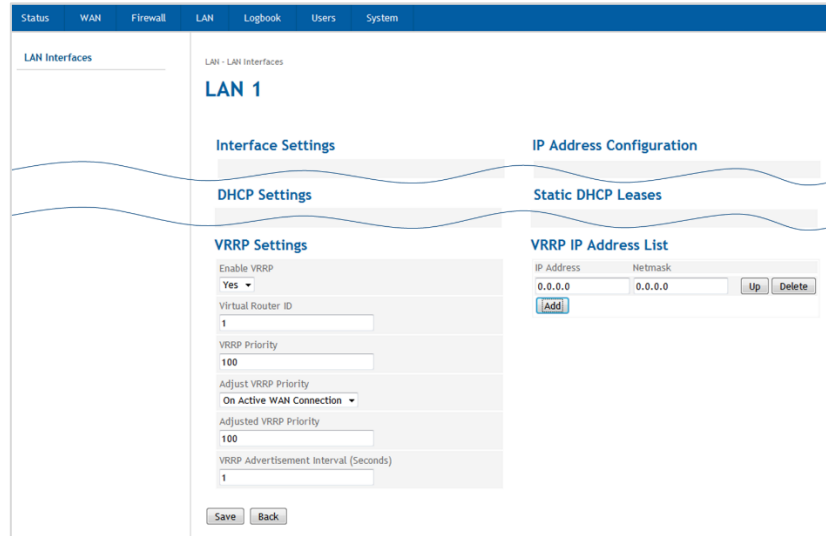 Status WAN Firewall LAN Logbook Users System
LAN Interfaces
LAN - LAN Interfaces
LAN 1
Interface Settings
IP Address Configuration
DHCP Settings
Static DHCP Leases
VRRP Settings
Enable VRRP
Yes
Virtual Router ID
1
VRRP Priority
100
Adjust VRRP Priority
On Active WAN Connection
Adjusted VRRP Priority
100
VRRP Advertisement Interval (Seconds)
1
VRRP IP Address List
IP Address Netmask
0.0.0.0 0.0.0.0 Up Delete
Add
Save Back